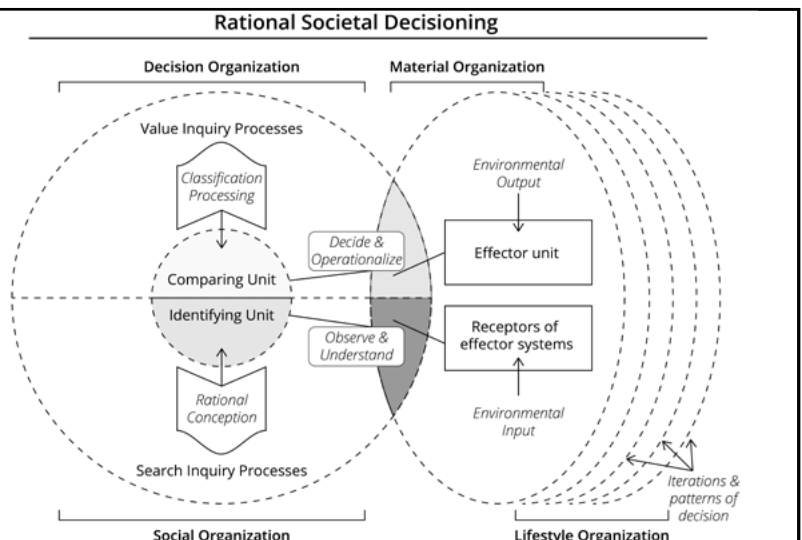 Rational Societal Decisioning
Decision Organization
Material Organization
Value Inquiry Processes
Classification
Processing
Environmental
Output
Decide &
Operationalize
Effector unit
Comparing Unit
Identifying Unit
Observe &
Understand
Receptors of
effector systems
Rational
Conception
Environmental
Input
Search Inquiry Processes
Iterations &
patterns of
decision
Social Organization
Lifestyle Organization